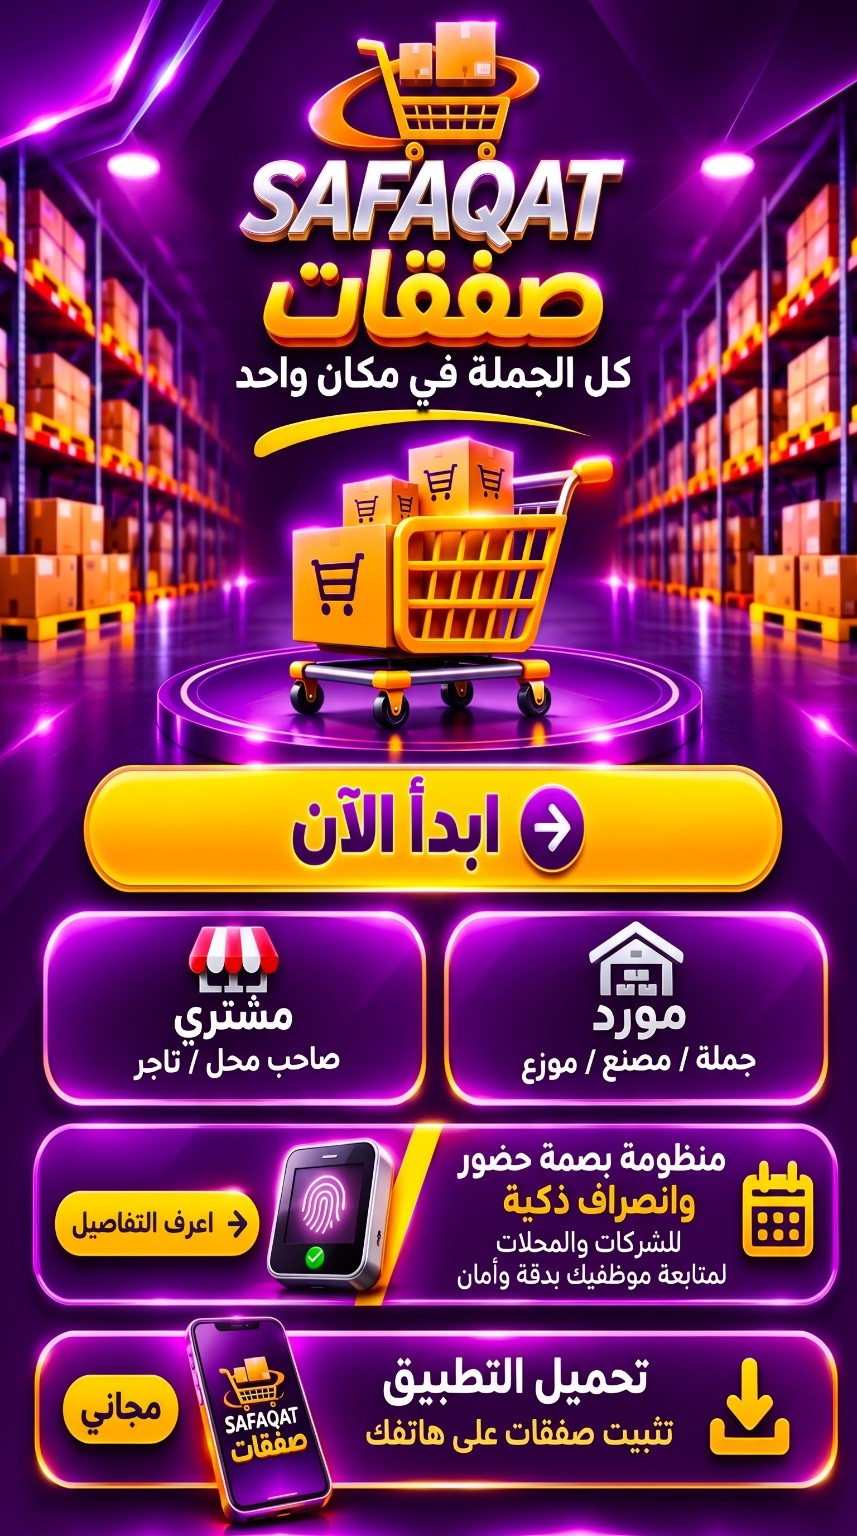 SAFAQAT
صفقات
كل الجملة في مكان واحد
ابدأ الآن
مورد
جملة / مصنع / موزع
مشتري
صاحب محل / تاجر
منظومة بصمة حضور
وانصراف ذكية
للشركات والمحلات
لمتابعة موظفيك بدقة وأمان
اعرف التفاصيل
تحميل التطبيق
تثبيت صفقات على هاتفك
SAFAQAT
صفقات
مجاني